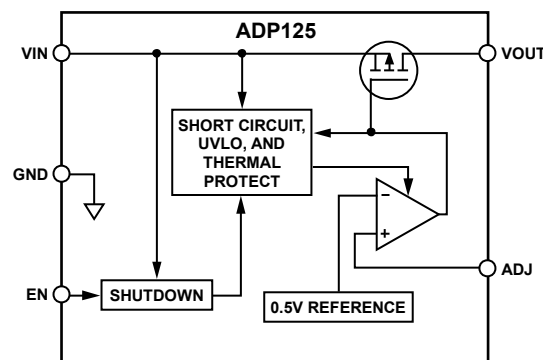 ADP125
VIN
VOUT
SHORT CIRCUIT,
UVLO, AND
THERMAL
PROTECT
GND
−
+
ADJ
EN
SHUTDOWN
0.5V REFERENCE